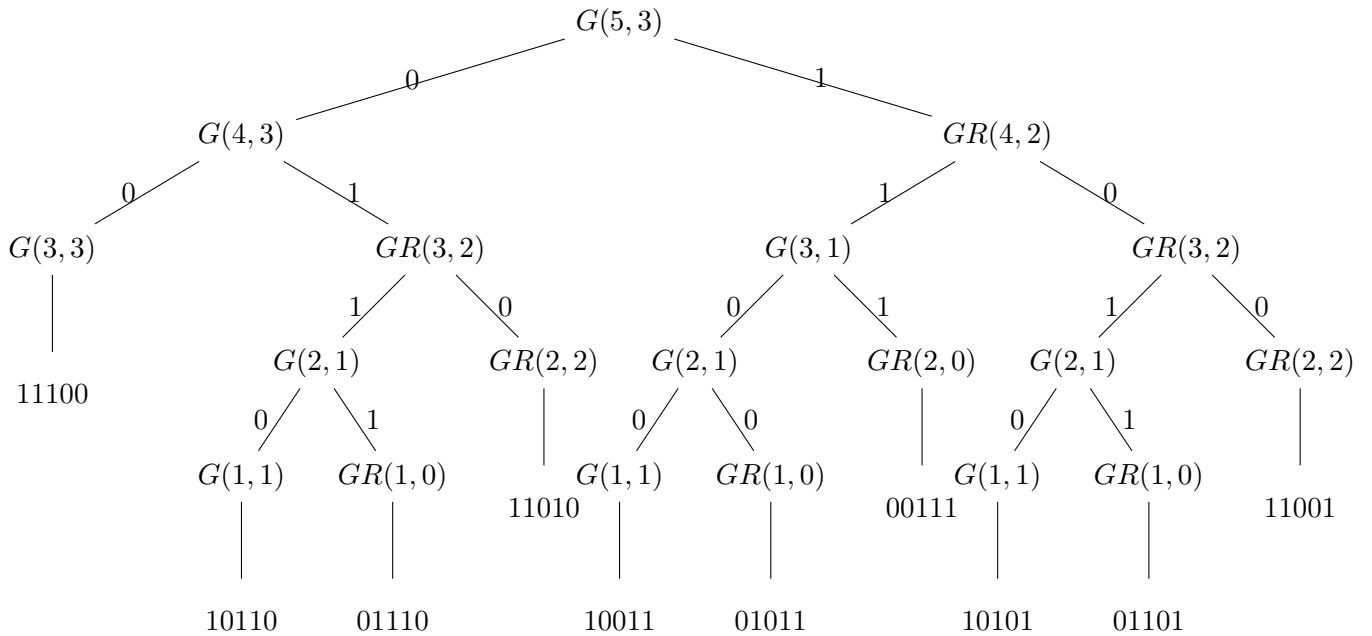 G(5, 3)
0 1
G(4, 3) GR(4, 2)
0 1 1 0
G(3, 3) GR(3, 2) G(3, 1) GR(3, 2)
1 0 0 1 1 0
G(2, 1) GR(2, 2) G(2, 1) GR(2, 0) G(2, 1) GR(2, 2)
11100
0 1 0 0 0 1
G(1, 1) GR(1, 0) G(1, 1) GR(1, 0) G(1, 1) GR(1, 0)
11010 00111 11001
10110 01110 10011 01011 10101 01101